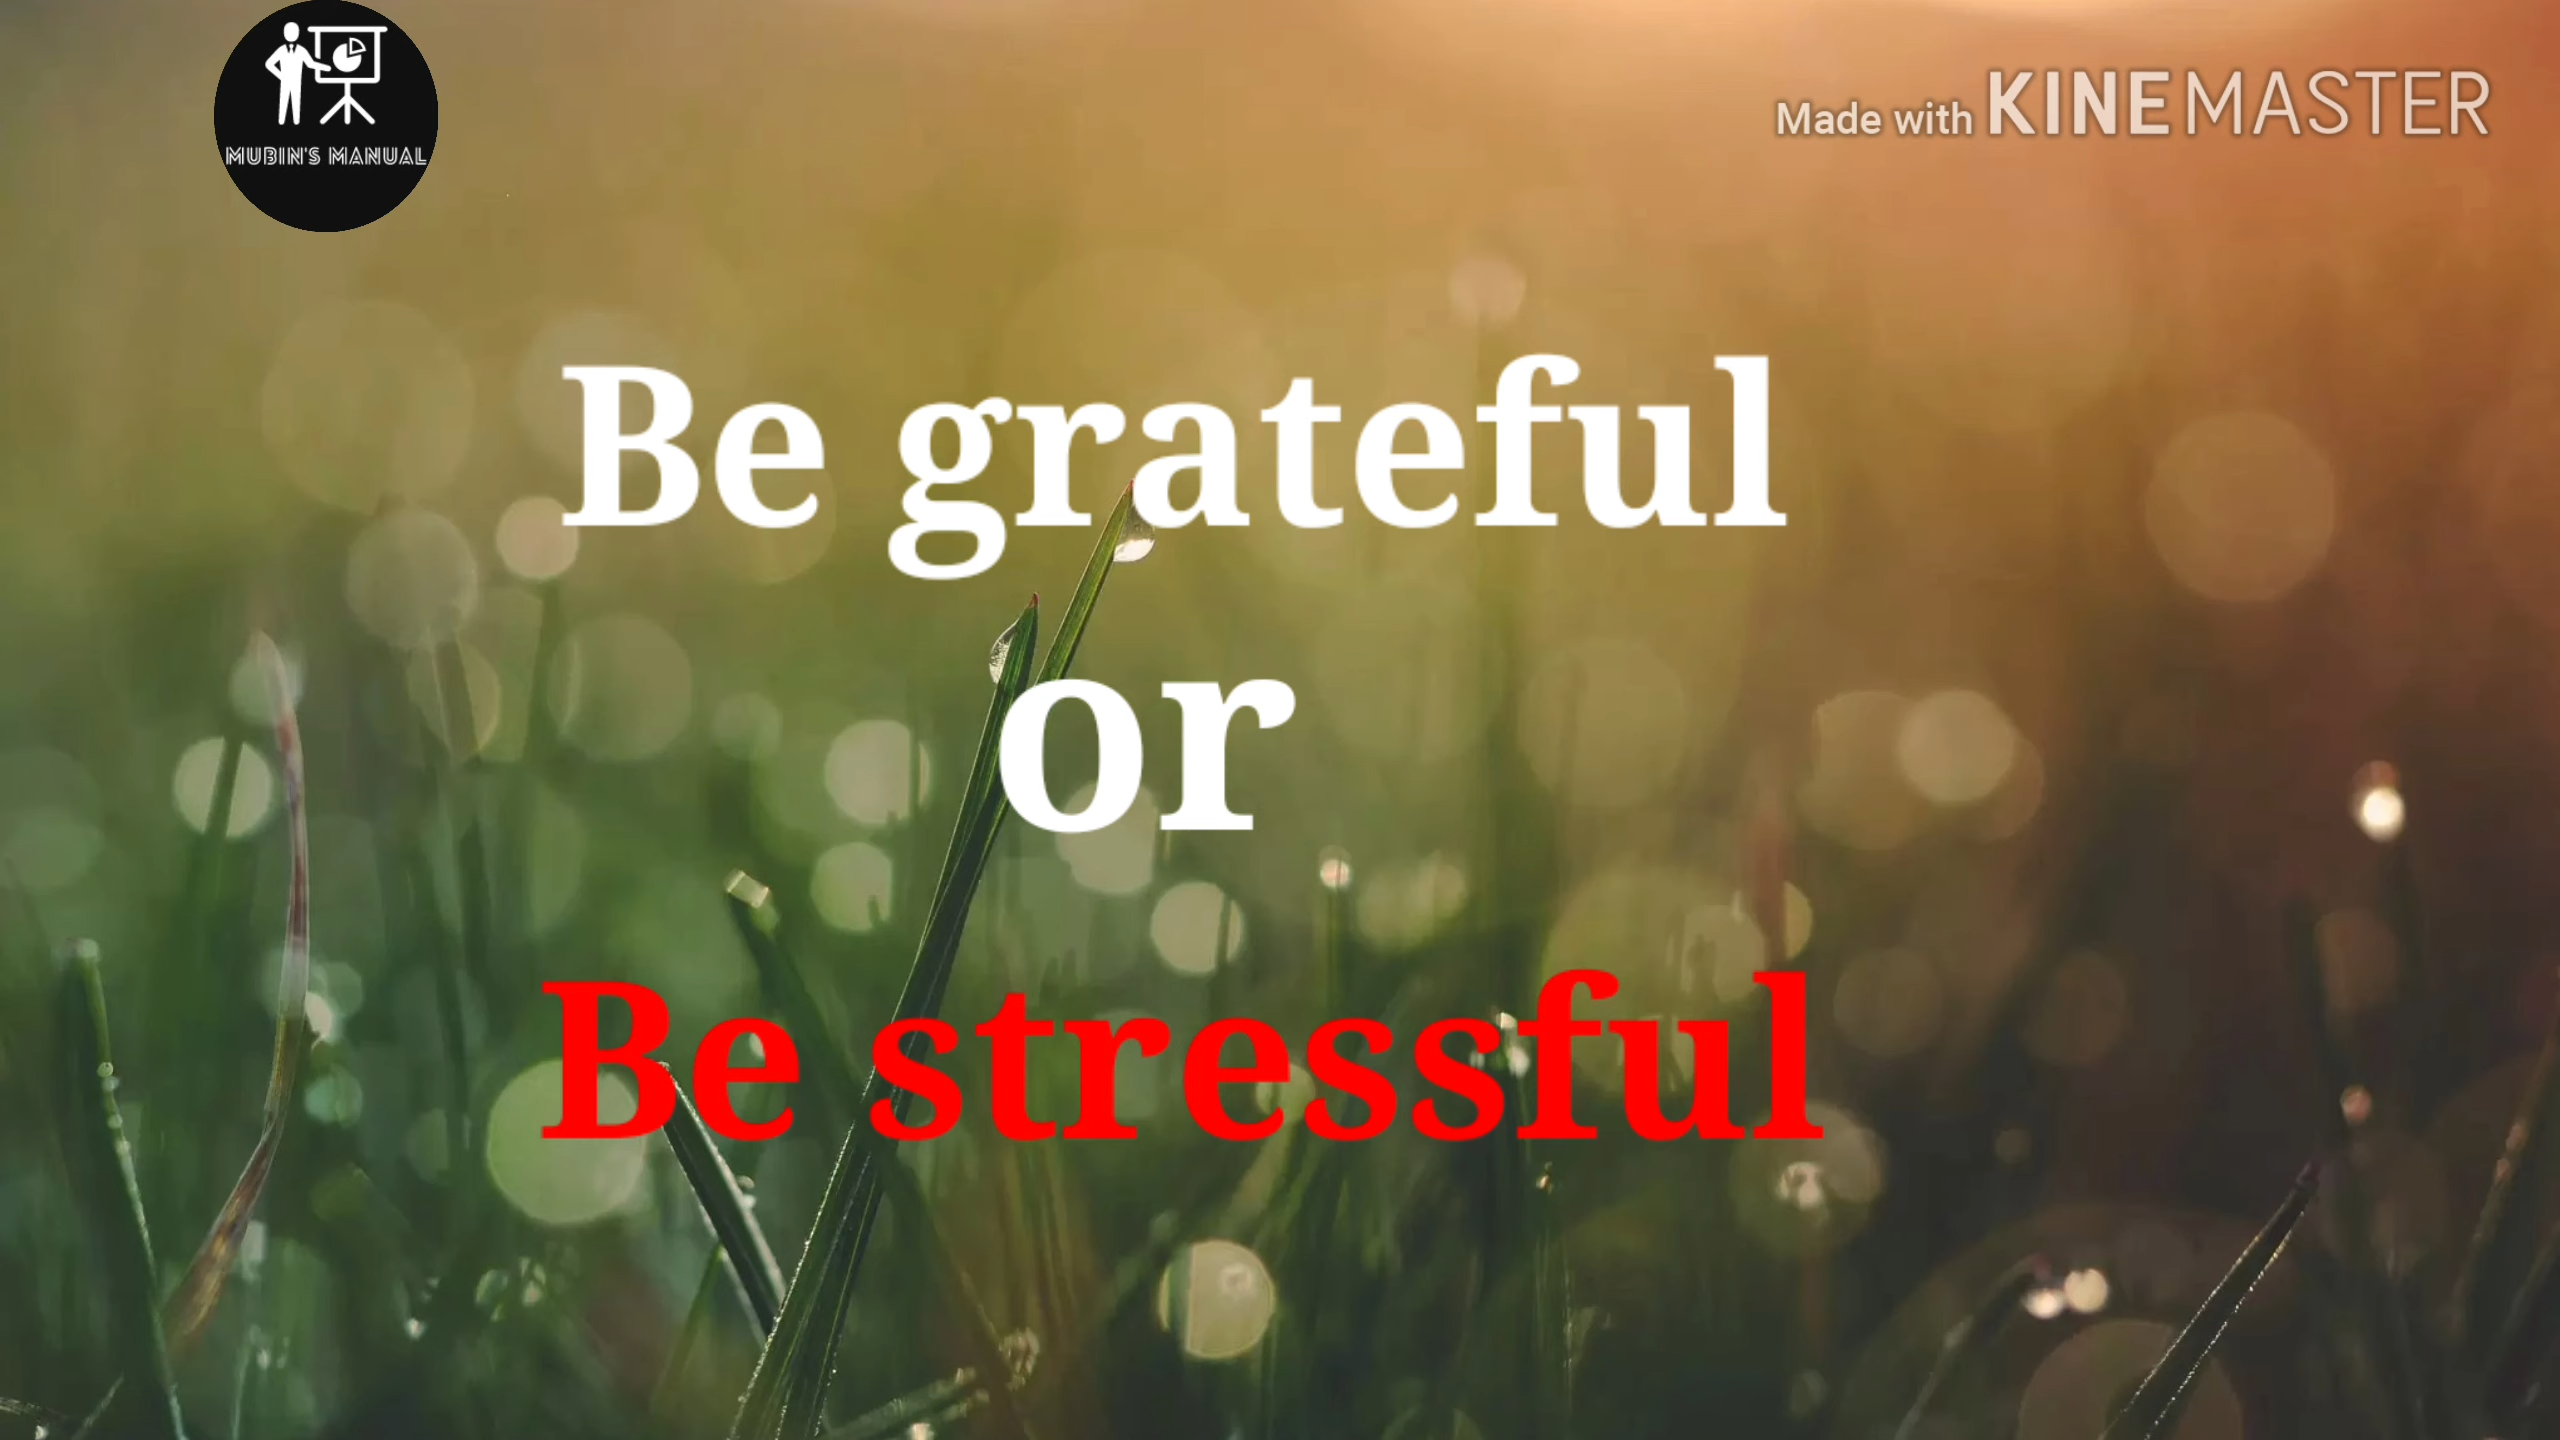 MUBIN'S MANUAL
Made with KINEMASTER
Be grateful
or
Be stressful